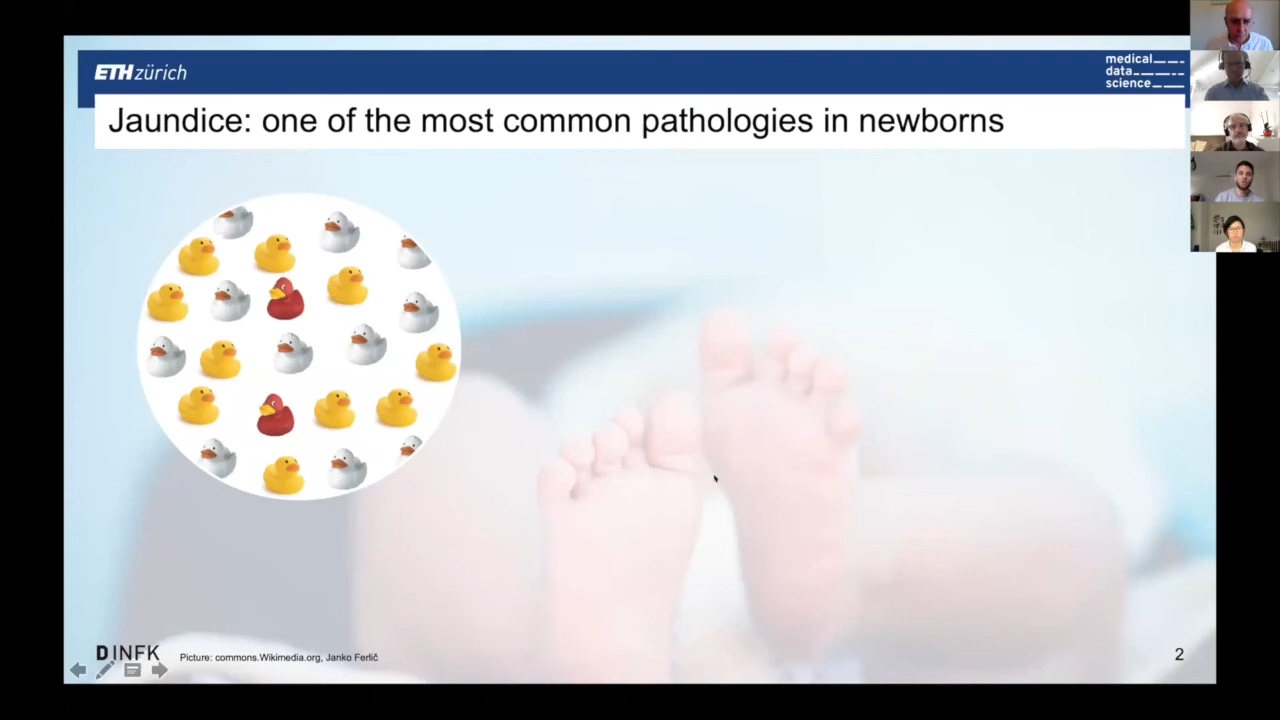 ETH zürich
medical
data
science
Jaundice: one of the most common pathologies in newborns
DINFK
Picture: commons.Wikimedia.org, Janko Ferlič
2